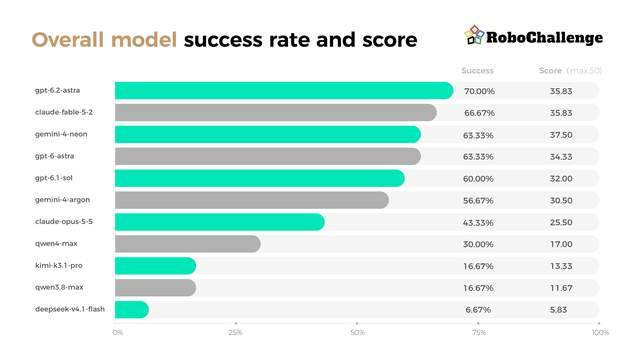 Overall model success rate and score
RoboChallenge
Success Score (max.50)
gpt-6.2-astra 70.00% 35.83
claude-fable-5-2 66.67% 35.83
gemini-4-neon 63.33% 37.50
gpt-6-astra 63.33% 34.33
gpt-6.1-sol 60.00% 32.00
gemini-4-argon 56.67% 30.50
claude-opus-5-5 43.33% 25.50
qwen4-max 30.00% 17.00
kimi-k3.1-pro 16.67% 13.33
qwen3.8-max 16.67% 11.67
deepseek-v4.1-flash 6.67% 5.83
0% 25% 50% 75% 100%